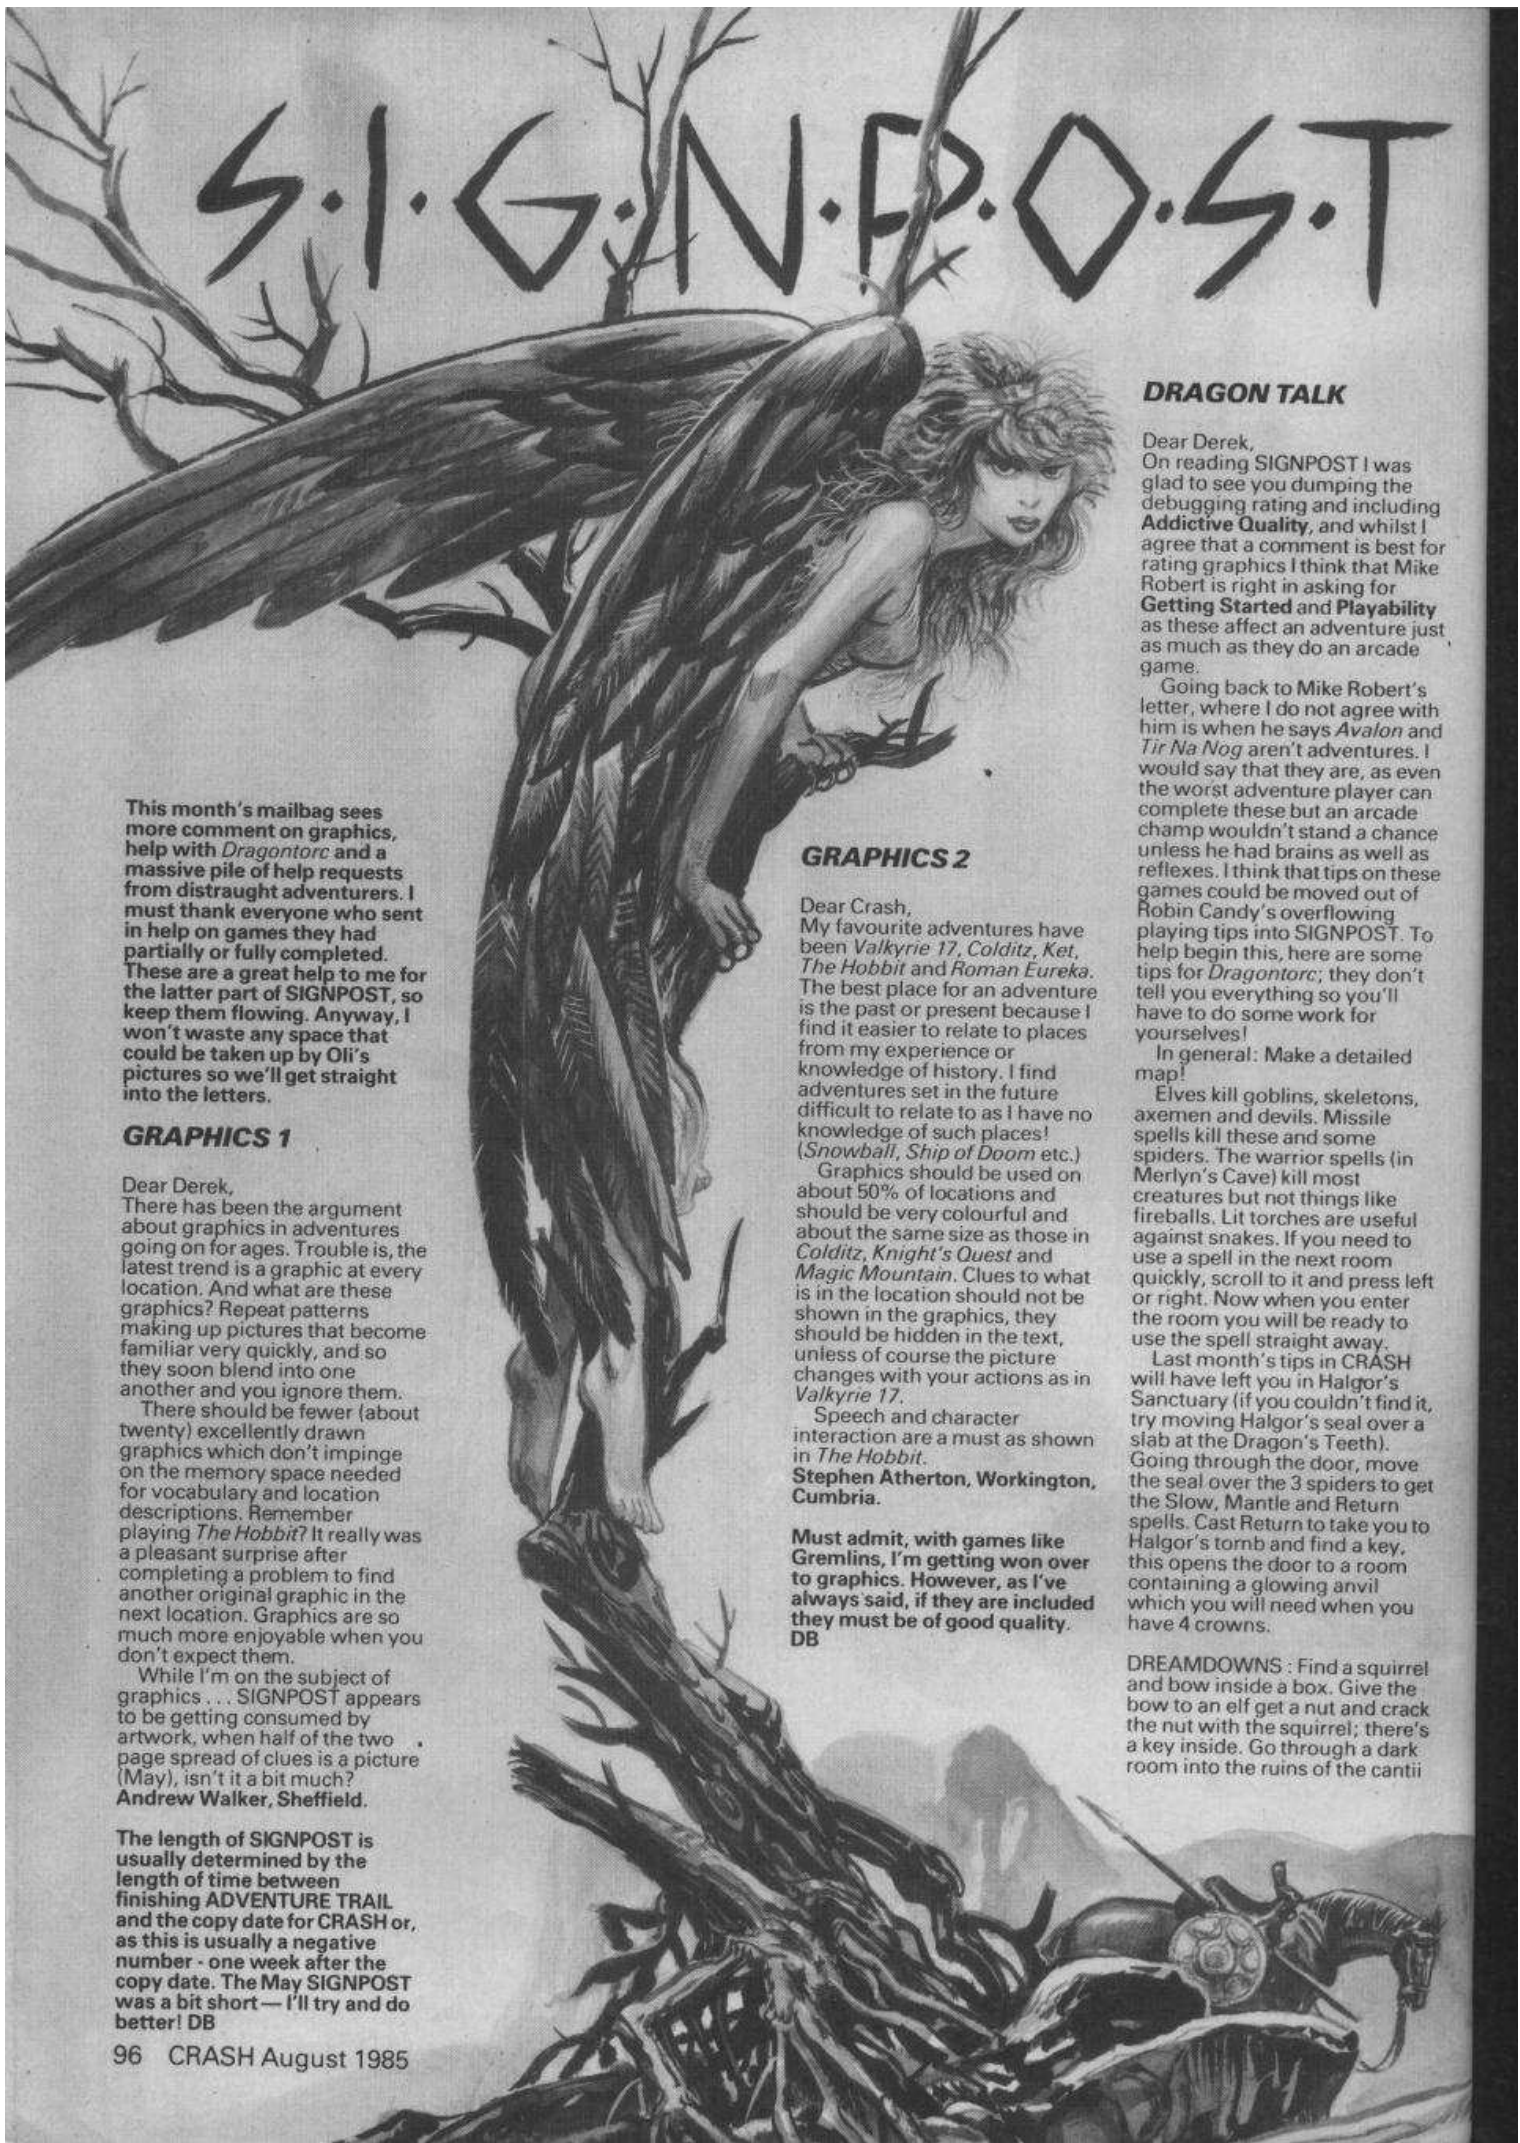 S·I·G·N·P·O·S·T
This month's mailbag sees
more comment on graphics,
help with Dragontorc and a
massive pile of help requests
from distraught adventurers. I
must thank everyone who sent
in help on games they had
partially or fully completed.
These are a great help to me for
the latter part of SIGNPOST, so
keep them flowing. Anyway, I
won't waste any space that
could be taken up by Oli's
pictures so we'll get straight
into the letters.
GRAPHICS 1
Dear Derek,
There has been the argument
about graphics in adventures
going on for ages. Trouble is, the
latest trend is a graphic at every
location. And what are these
graphics? Repeat patterns
making up pictures that become
familiar very quickly, and so
they soon blend into one
another and you ignore them.
There should be fewer (about
twenty) excellently drawn
graphics which don't impinge
on the memory space needed
for vocabulary and location
descriptions. Remember
playing The Hobbit? It really was
a pleasant surprise after
completing a problem to find
another original graphic in the
next location. Graphics are so
much more enjoyable when you
don't expect them.
While I'm on the subject of
graphics . . . SIGNPOST appears
to be getting consumed by
artwork, when half of the two
page spread of clues is a picture
(May), isn't it a bit much?
Andrew Walker, Sheffield.
The length of SIGNPOST is
usually determined by the
length of time between
finishing ADVENTURE TRAIL
and the copy date for CRASH or,
as this is usually a negative
number - one week after the
copy date. The May SIGNPOST
was a bit short — I'll try and do
better! DB
GRAPHICS 2
Dear Crash,
My favourite adventures have
been Valkyrie 17, Colditz, Ket,
The Hobbit and Roman Eureka.
The best place for an adventure
is the past or present because I
find it easier to relate to places
from my experience or
knowledge of history. I find
adventures set in the future
difficult to relate to as I have no
knowledge of such places!
(Snowball, Ship of Doom etc.)
Graphics should be used on
about 50% of locations and
should be very colourful and
about the same size as those in
Colditz, Knight's Quest and
Magic Mountain. Clues to what
is in the location should not be
shown in the graphics, they
should be hidden in the text,
unless of course the picture
changes with your actions as in
Valkyrie 17.
Speech and character
interaction are a must as shown
in The Hobbit.
Stephen Atherton, Workington,
Cumbria.
Must admit, with games like
Gremlins, I'm getting won over
to graphics. However, as I've
always said, if they are included
they must be of good quality.
DB
DRAGON TALK
Dear Derek,
On reading SIGNPOST I was
glad to see you dumping the
debugging rating and including
Addictive Quality, and whilst I
agree that a comment is best for
rating graphics I think that Mike
Robert is right in asking for
Getting Started and Playability
as these affect an adventure just
as much as they do an arcade
game.
Going back to Mike Robert's
letter, where I do not agree with
him is when he says Avalon and
Tir Na Nog aren't adventures. I
would say that they are, as even
the worst adventure player can
complete these but an arcade
champ wouldn't stand a chance
unless he had brains as well as
reflexes. I think that tips on these
games could be moved out of
Robin Candy's overflowing
playing tips into SIGNPOST. To
help begin this, here are some
tips for Dragontorc; they don't
tell you everything so you'll
have to do some work for
yourselves!
In general: Make a detailed
map!
Elves kill goblins, skeletons,
axemen and devils. Missile
spells kill these and some
spiders. The warrior spells (in
Merlyn's Cave) kill most
creatures but not things like
fireballs. Lit torches are useful
against snakes. If you need to
use a spell in the next room
quickly, scroll to it and press left
or right. Now when you enter
the room you will be ready to
use the spell straight away.
Last month's tips in CRASH
will have left you in Halgor's
Sanctuary (if you couldn't find it,
try moving Halgor's seal over a
slab at the Dragon's Teeth).
Going through the door, move
the seal over the 3 spiders to get
the Slow, Mantle and Return
spells. Cast Return to take you to
Halgor's tomb and find a key,
this opens the door to a room
containing a glowing anvil
which you will need when you
have 4 crowns.
DREAMDOWNS : Find a squirrel
and bow inside a box. Give the
bow to an elf get a nut and crack
the nut with the squirrel; there's
a key inside. Go through a dark
room into the ruins of the cantii
96 CRASH August 1985